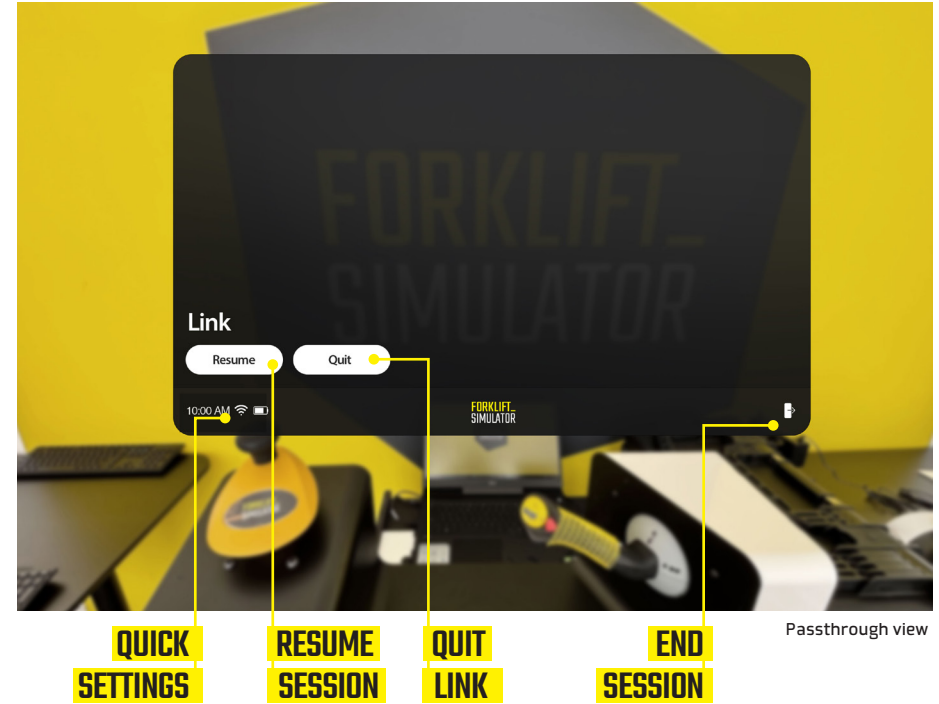 FORKLIFT_
SIMULATOR
Link
Resume
Quit
10:00 AM
FORKLIFT_
SIMULATOR
Passthrough view
QUICK
SETTINGS
RESUME
SESSION
QUIT
LINK
END
SESSION